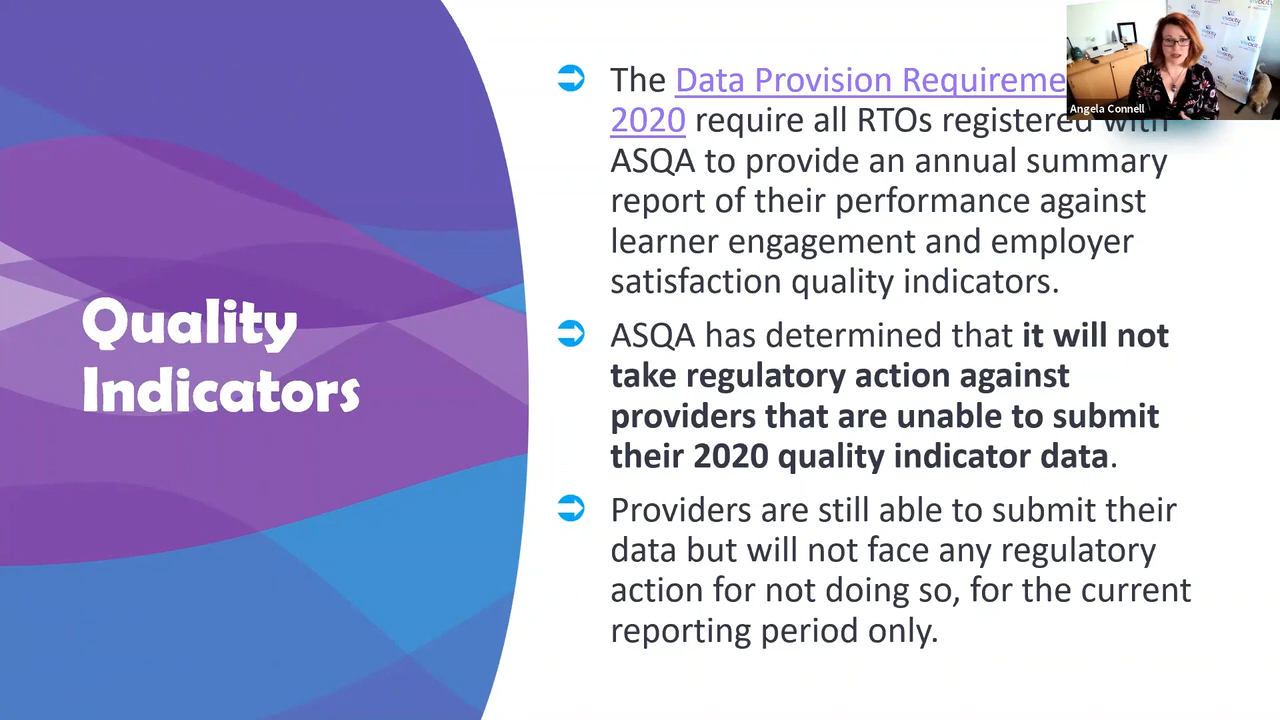 Quality
Indicators
The Data Provision Requireme
2020 require all RTOs registered with
ASQA to provide an annual summary
report of their performance against
learner engagement and employer
satisfaction quality indicators.
ASQA has determined that it will not
take regulatory action against
providers that are unable to submit
their 2020 quality indicator data.
Providers are still able to submit their
data but will not face any regulatory
action for not doing so, for the current
reporting period only.
Angela Connell